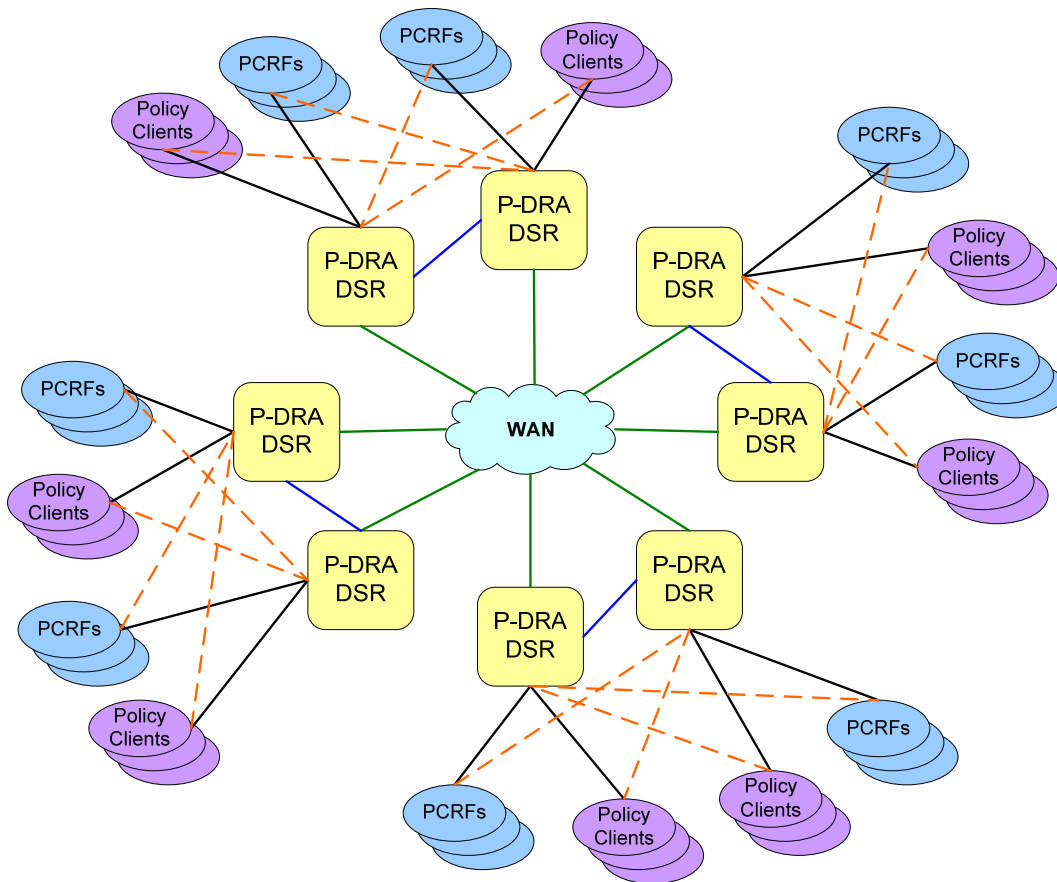 PCRFs
Policy
Clients
PCRFs
Policy
Clients
PCRFs
P-DRA
DSR
P-DRA
DSR
P-DRA
DSR
Policy
Clients
PCRFs
PCRFs
P-DRA
DSR
WAN
P-DRA
DSR
Policy
Clients
Policy
Clients
P-DRA
DSR
P-DRA
DSR
P-DRA
DSR
PCRFs
Policy
Clients
PCRFs
Policy
Clients
PCRFs
Policy
Clients